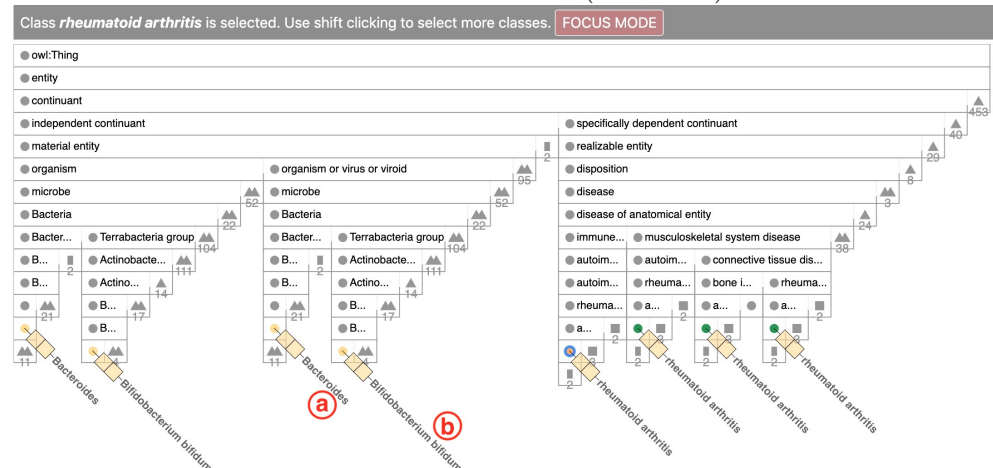 Class rheumatoid arthritis is selected. Use shift clicking to select more classes. FOCUS MODE
owl:Thing
entity
continuant
453
independent continuant
specifically dependent continuant
40
material entity
2
realizable entity
29
organism
organism or virus or viroid
95
disposition
8
microbe
52
microbe
52
disease
3
Bacteria
22
Bacteria
22
disease of anatomical entity
24
Bacter...
Terrabacteria group
104
Bacter...
Terrabacteria group
104
immune...
musculoskeletal system disease
38
B...
2
Actinobacte...
111
B...
2
Actinobacte...
111
autoim...
autoim...
connective tissue dis...
B...
Actino...
14
B...
Actino...
14
autoim...
rheuma...
bone i...
rheuma...
21
B...
17
21
B...
17
rheuma...
a...
2
a...
a...
2
B...
B...
a...
2
11
4
11
4
2
2
2
2
Bacteroides
Bifidobacterium bifidum
Bacteroides
Bifidobacterium bifidum
rheumatoid arthritis
rheumatoid arthritis
rheumatoid arthritis
rheumatoid arthritis
a
b